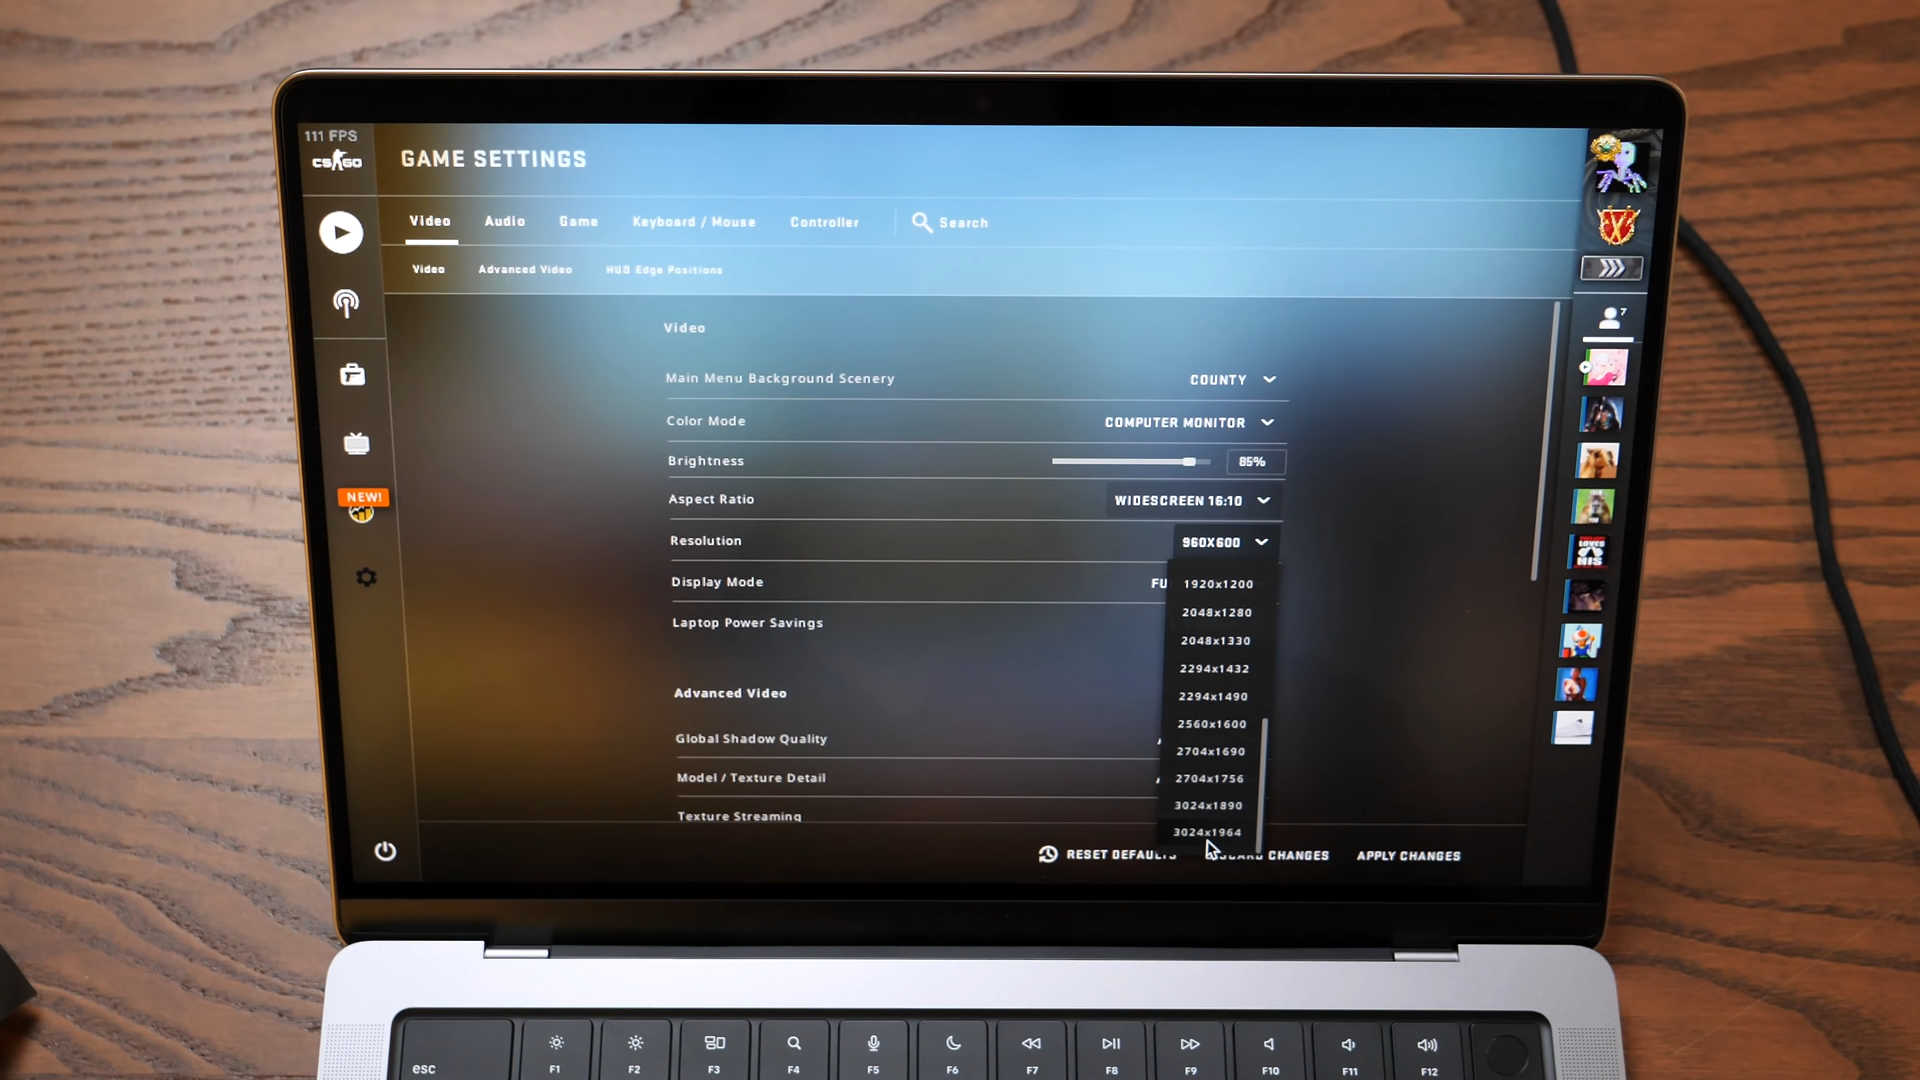 111 FPS
CS GO
GAME SETTINGS
Video Audio Game Keyboard / Mouse Controller Search
Video Advanced Video HUD Edge Positions
7
Video
Main Menu Background Scenery COUNTY
Color Mode COMPUTER MONITOR
Brightness 85%
Aspect Ratio WIDESCREEN 16:10
NEW!
Resolution 960X600
LOVES
HIS
Display Mode FU
1920x1200
2048x1280
Laptop Power Savings
2048x1330
2294x1432
2294x1490
Advanced Video
2560x1600
Global Shadow Quality
2704x1690
Model / Texture Detail
2704x1756
3024x1890
Texture Streaming
3024x1964
RESET DEFAULTS DISCARD CHANGES APPLY CHANGES
esc F1 F2 F3 F4 F5 F6 F7 F8 F9 F10 F11 F12